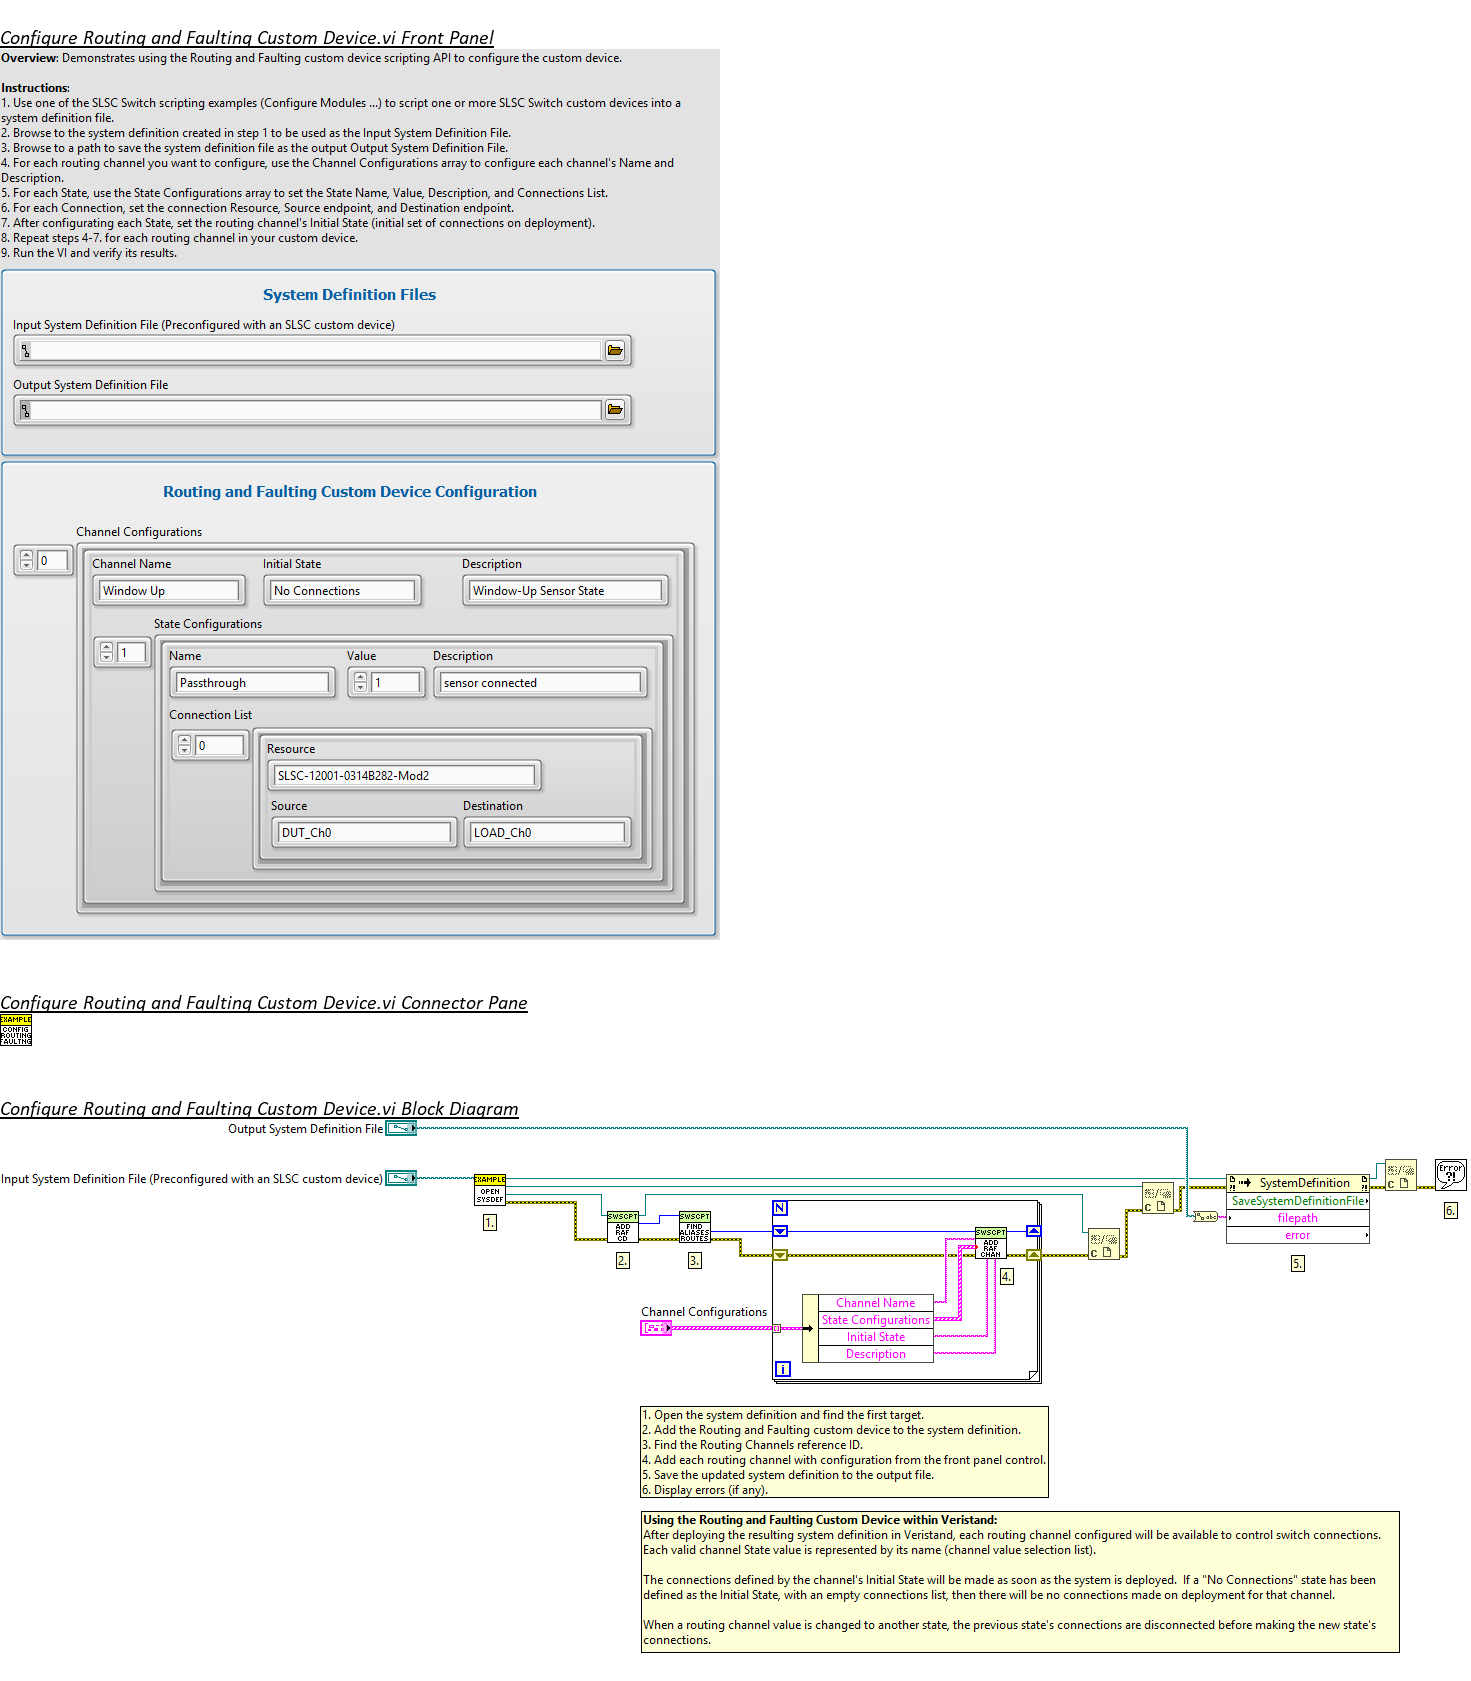 Configure Routing and Faulting Custom Device.vi Front Panel
Overview: Demonstrates using the Routing and Faulting custom device scripting API to configure the custom device.
Instructions:
1. Use one of the SLSC Switch scripting examples (Configure Modules ...) to script one or more SLSC Switch custom devices into a
system definition file.
2. Browse to the system definition created in step 1 to be used as the Input System Definition File.
3. Browse to a path to save the system definition file as the output Output System Definition File.
4. For each routing channel you want to configure, use the Channel Configurations array to configure each channel's Name and
Description.
5. For each State, use the State Configurations array to set the State Name, Value, Description, and Connections List.
6. For each Connection, set the connection Resource, Source endpoint, and Destination endpoint.
7. After configurating each State, set the routing channel's Initial State (initial set of connections on deployment).
8. Repeat steps 4-7. for each routing channel in your custom device.
9. Run the VI and verify its results.
System Definition Files
Input System Definition File (Preconfigured with an SLSC custom device)
Output System Definition File
Routing and Faulting Custom Device Configuration
Channel Configurations
0
Channel Name Initial State Description
Window Up No Connections Window-Up Sensor State
State Configurations
1
Name Value Description
Passthrough 1 sensor connected
Connection List
0
Resource
SLSC-12001-0314B282-Mod2
Source Destination
DUT_Ch0 LOAD_Ch0
Configure Routing and Faulting Custom Device.vi Connector Pane
EXAMPLE
CONFIG
ROUTING
FAULTNG
Configure Routing and Faulting Custom Device.vi Block Diagram
Output System Definition File
Input System Definition File (Preconfigured with an SLSC custom device)
EXAMPLE
OPEN
SYSDEF
1.
SWSCPT
ADD
RAF
CD
2.
SWSCPT
FIND
ALIASES
ROUTES
3.
N
SWSCPT
ADD
RAF
CHAN
4.
Channel Configurations
Channel Name
State Configurations
Initial State
Description
i
C
C
abc
SystemDefinition
SaveSystemDefinitionFile
filepath
error
5.
C
Error
?!
6.
1. Open the system definition and find the first target.
2. Add the Routing and Faulting custom device to the system definition.
3. Find the Routing Channels reference ID.
4. Add each routing channel with configuration from the front panel control.
5. Save the updated system definition to the output file.
6. Display errors (if any).
Using the Routing and Faulting Custom Device within Veristand:
After deploying the resulting system definition in Veristand, each routing channel configured will be available to control switch connections.
Each valid channel State value is represented by its name (channel value selection list).
The connections defined by the channel's Initial State will be made as soon as the system is deployed.  If a "No Connections" state has been
defined as the Initial State, with an empty connections list, then there will be no connections made on deployment for that channel.
When a routing channel value is changed to another state, the previous state's connections are disconnected before making the new state's
connections.